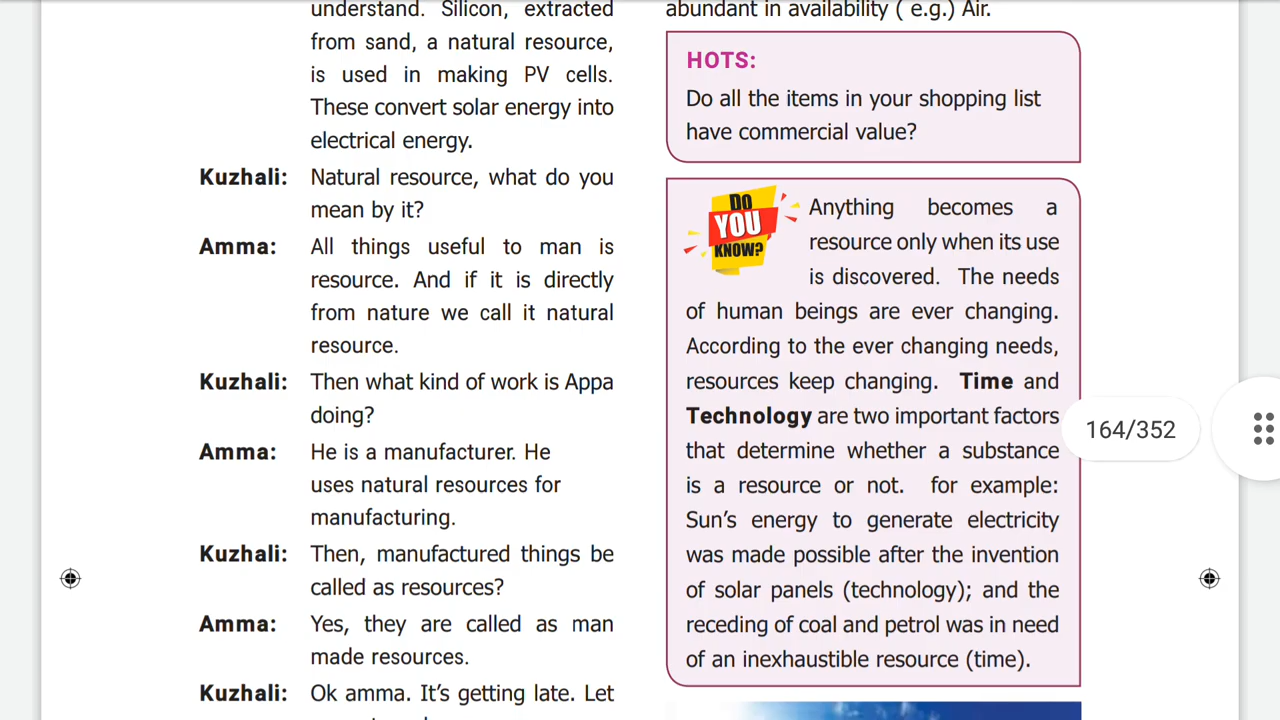 understand. Silicon, extracted
from sand, a natural resource,
is used in making PV cells.
These convert solar energy into
electrical energy.
Kuzhali: Natural resource, what do you
mean by it?
Amma: All things useful to man is
resource. And if it is directly
from nature we call it natural
resource.
Kuzhali: Then what kind of work is Appa
doing?
Amma: He is a manufacturer. He
uses natural resources for
manufacturing.
Kuzhali: Then, manufactured things be
called as resources?
Amma: Yes, they are called as man
made resources.
Kuzhali: Ok amma. It's getting late. Let
abundant in availability ( e.g.) Air.
HOTS:
Do all the items in your shopping list
have commercial value?
DO
YOU
KNOW?
Anything becomes a
resource only when its use
is discovered. The needs
of human beings are ever changing.
According to the ever changing needs,
resources keep changing. Time and
Technology are two important factors
that determine whether a substance
is a resource or not. for example:
Sun's energy to generate electricity
was made possible after the invention
of solar panels (technology); and the
receding of coal and petrol was in need
of an inexhaustible resource (time).
164/352